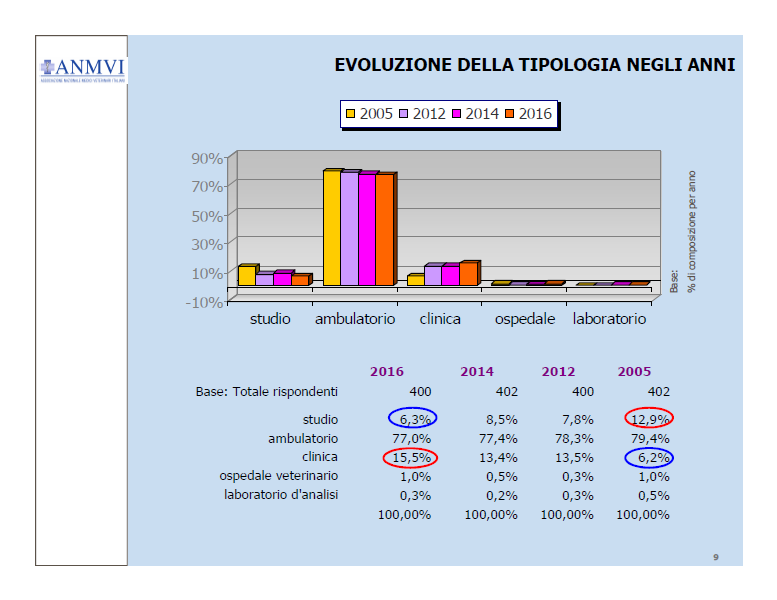 ANMVI
ASSOCIAZIONE NAZIONALE MEDICI VETERINARI ITALIANI
EVOLUZIONE DELLA TIPOLOGIA NEGLI ANNI
2005 2012 2014 2016
90%
70%
50%
30%
10%
-10%
studio ambulatorio clinica ospedale laboratorio
Base:
% di composizione per anno
2016 2014 2012 2005
Base: Totale rispondenti 400 402 400 402
studio 6,3% 8,5% 7,8% 12,9%
ambulatorio 77,0% 77,4% 78,3% 79,4%
clinica 15,5% 13,4% 13,5% 6,2%
ospedale veterinario 1,0% 0,5% 0,3% 1,0%
laboratorio d'analisi 0,3% 0,2% 0,3% 0,5%
100,00% 100,00% 100,00% 100,00%
9